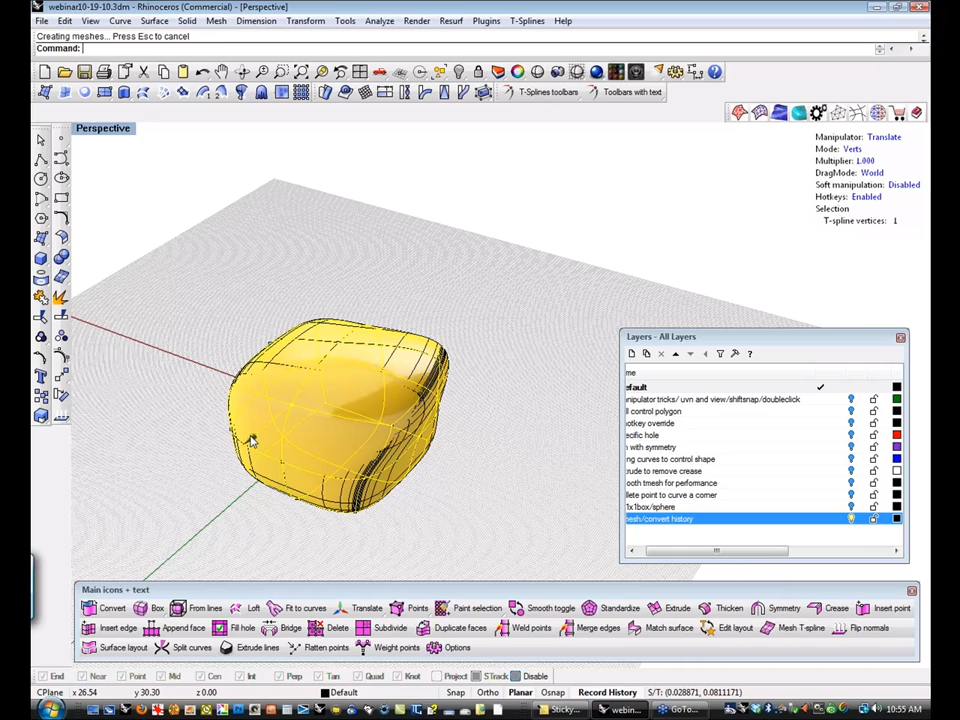 webinar10-19-10.3dm - Rhinoceros (Commercial) - [Perspective]
File Edit View Curve Surface Solid Mesh Dimension Transform Tools Analyze Render Resurf Plugins T-Splines Help
Creating meshes... Press Esc to cancel
Command:
T-Splines toolbars Toolbars with text
Perspective
Manipulator: Translate
Mode: Verts
Multiplier: 1.000
DragMode: World
Soft manipulation: Disabled
Hotkeys: Enabled
Selection
T-spline vertices: 1
Layers - All Layers
me
efault
nipulator tricks/ uvn and view/shiftsnap/doubleclick
ll control polygon
otkey override
ecific hole
n with symmetry
ng curves to control shape
rude to remove crease
ooth tmesh for performance
lete point to curve a corner
1x1box/sphere
nesh/convert history
Main icons + text
Convert Box From lines Loft Fit to curves Translate Points Paint selection Smooth toggle Standardize Extrude Thicken Symmetry Crease Insert point
Insert edge Append face Fill hole Bridge Delete Subdivide Duplicate faces Weld points Merge edges Match surface Edit layout Mesh T-spline Flip normals
Surface layout Split curves Extrude lines Flatten points Weight points Options
End Near Point Mid Cen Int Perp Tan Quad Knot Project STrack Disable
CPlane x 26.54 y 30.30 z 0.00 Default Snap Ortho Planar Osnap Record History S/T: (0.028871, 0.0811171)
Sticky... webin... GoTo... 10:55 AM